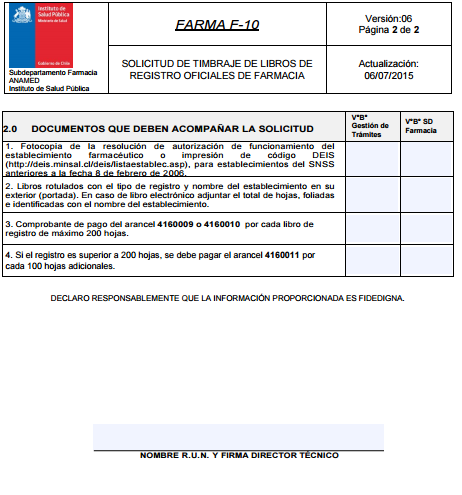 Instituto de
Salud Pública
Ministerio de Salud
Gobierno de Chile
Subdepartamento Farmacia
ANAMED
Instituto de Salud Pública
FARMA F-10
Versión:06
Página 2 de 2
SOLICITUD DE TIMBRAJE DE LIBROS DE
REGISTRO OFICIALES DE FARMACIA
Actualización:
06/07/2015
2.0 DOCUMENTOS QUE DEBEN ACOMPAÑAR LA SOLICITUD
V°B°
Gestión de
Trámites
V°B° SD
Farmacia
1. Fotocopia de la resolución de autorización de funcionamiento del
establecimiento farmacéutico o impresión de código DEIS
(http://deis.minsal.cl/deis/listaestablec.asp), para establecimientos del SNSS
anteriores a la fecha 8 de febrero de 2006.
2. Libros rotulados con el tipo de registro y nombre del establecimiento en su
exterior (portada). En caso de libro electrónico adjuntar el total de hojas, foliadas
e identificadas con el nombre del establecimiento.
3. Comprobante de pago del arancel 4160009 o 4160010 por cada libro de
registro de máximo 200 hojas.
4. Si el registro es superior a 200 hojas, se debe pagar el arancel 4160011 por
cada 100 hojas adicionales.
DECLARO RESPONSABLEMENTE QUE LA INFORMACIÓN PROPORCIONADA ES FIDEDIGNA.
NOMBRE R.U.N. Y FIRMA DIRECTOR TÉCNICO